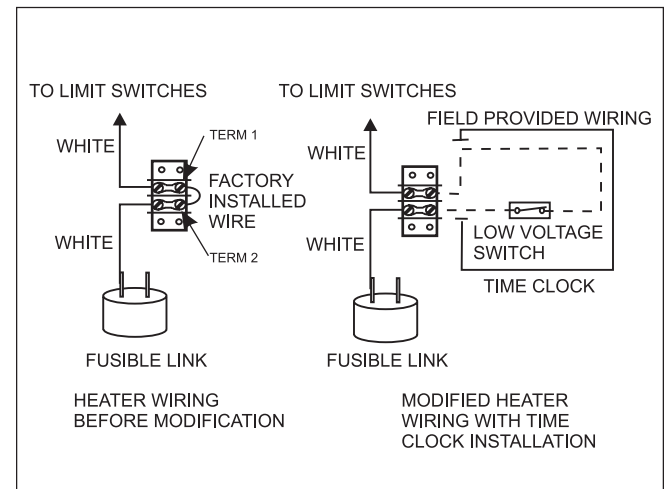 TO LIMIT SWITCHES
WHITE
TERM 1
FACTORY
INSTALLED
WIRE
WHITE
TERM 2
FUSIBLE LINK
HEATER WIRING
BEFORE MODIFICATION
TO LIMIT SWITCHES
FIELD PROVIDED WIRING
WHITE
LOW VOLTAGE
SWITCH
WHITE
TIME CLOCK
FUSIBLE LINK
MODIFIED HEATER
WIRING WITH TIME
CLOCK INSTALLATION